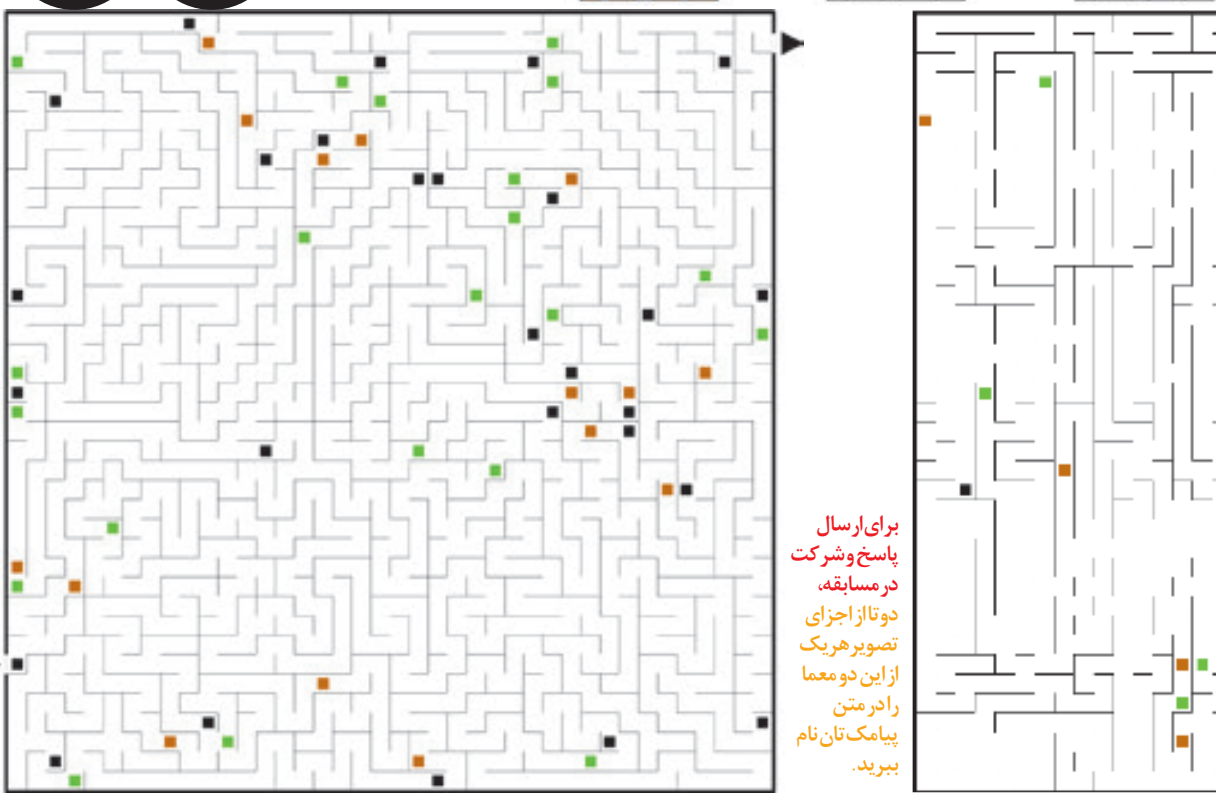 برای ارسال
پاسخ و شرکت
در مسابقه،
دو تا از اجزای
تصویر هر یک
از این دو معما
را در متن
پیامک تان نام
ببرید.